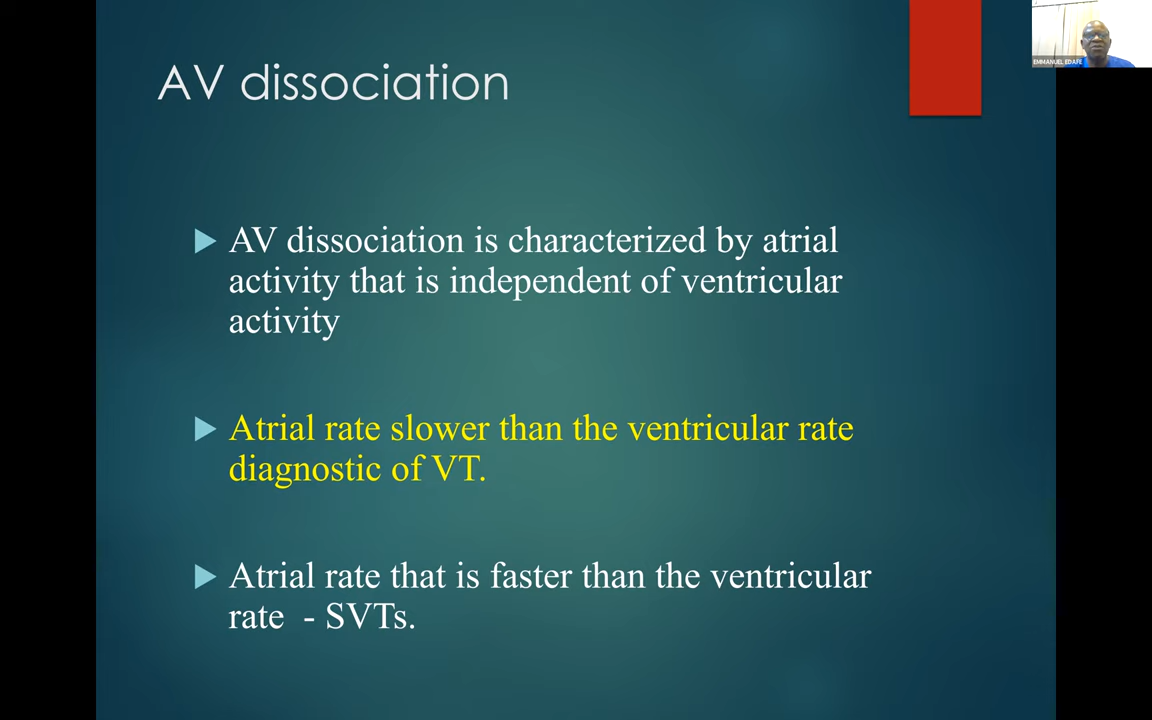 AV dissociation
EMMANUEL EDAFE
AV dissociation is characterized by atrial
activity that is independent of ventricular
activity
Atrial rate slower than the ventricular rate
diagnostic of VT.
Atrial rate that is faster than the ventricular
rate - SVTs.